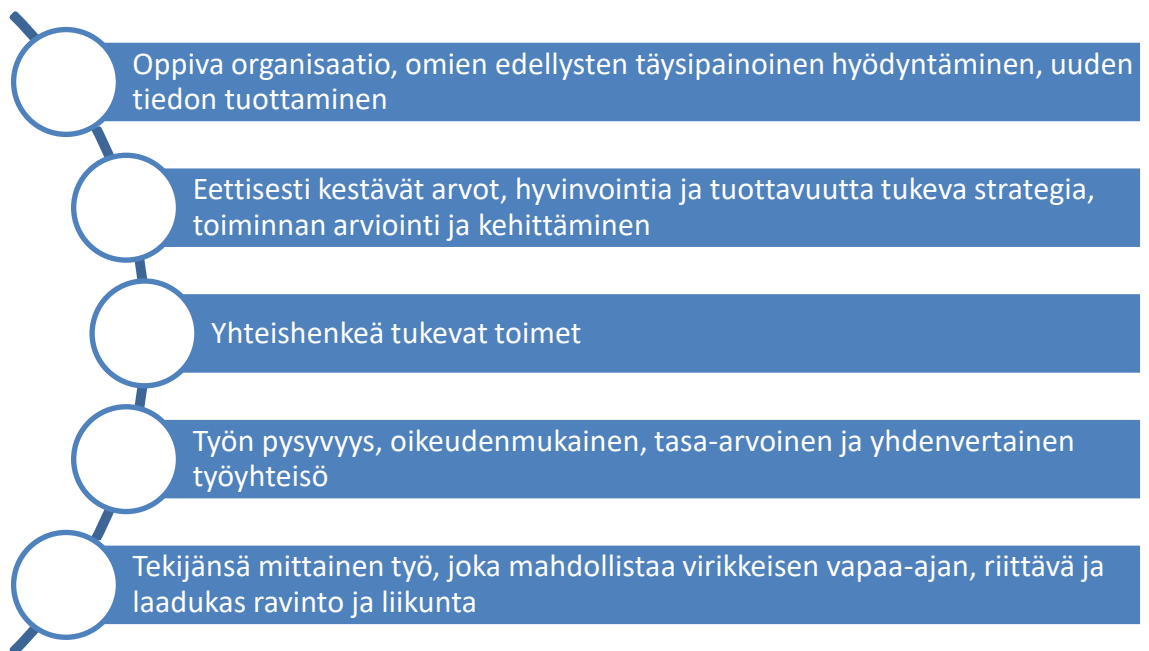 Oppiva organisaatio, omien edellysten täysipainoinen hyödyntäminen, uuden
tiedon tuottaminen
Eettisesti kestävät arvot, hyvinvointia ja tuottavuutta tukeva strategia,
toiminnan arviointi ja kehittäminen
Yhteishenkeä tukevat toimet
Työn pysyvyys, oikeudenmukainen, tasa-arvoinen ja yhdenvertainen
työyhteisö
Tekijänsä mittainen työ, joka mahdollistaa virikkeisen vapaa-ajan, riittävä ja
laadukas ravinto ja liikunta